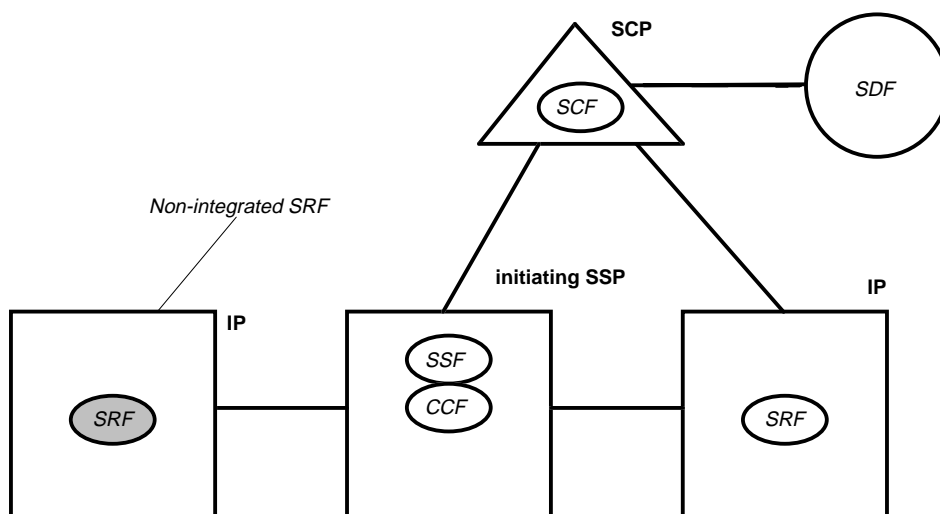 SCP
SDF
SCF
Non-integrated SRF
initiating SSP
IP
IP
SSF
CCF
SRF
SRF